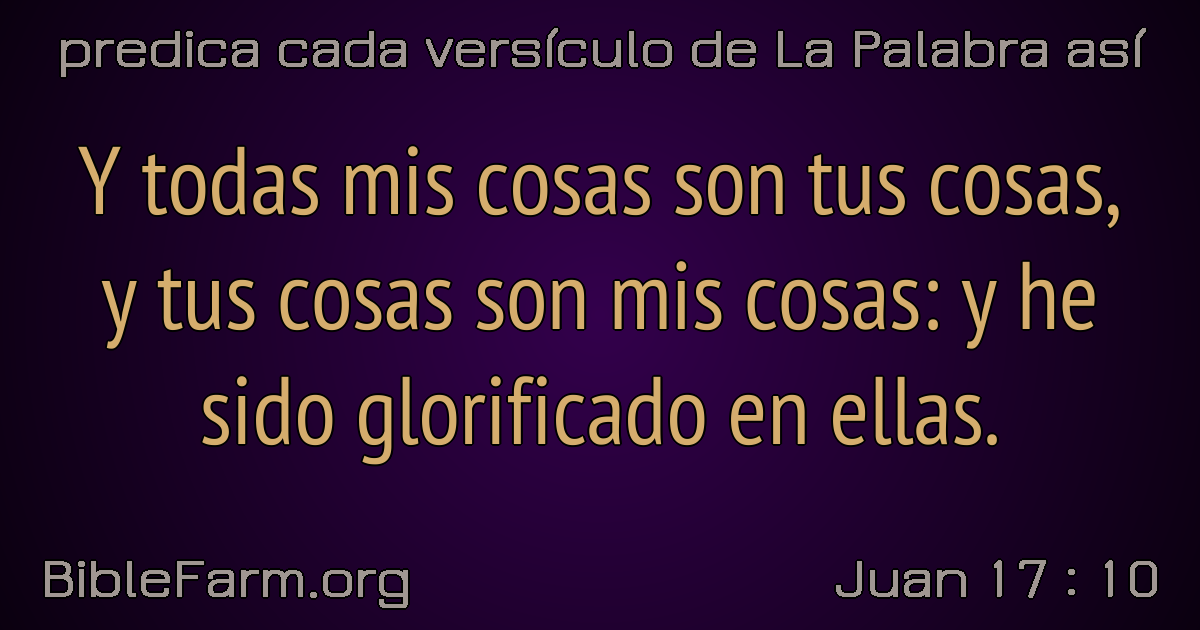 predica cada versículo de La Palabra así
Y todas mis cosas son tus cosas,
y tus cosas son mis cosas: y he
sido glorificado en ellas.
BibleFarm.org
Juan 17 : 10